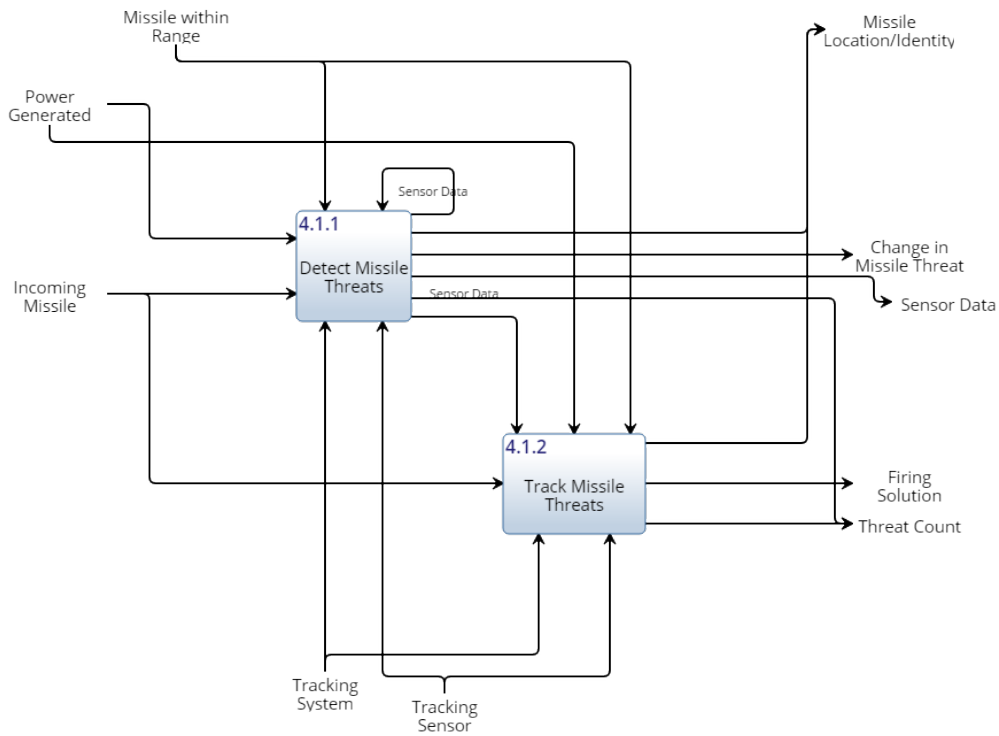 Missile within
Range
Missile
Location/Identity
Power
Generated
Sensor Data
4.1.1
Detect Missile
Threats
Change in
Missile Threat
Incoming
Missile
Sensor Data
Sensor Data
4.1.2
Track Missile
Threats
Firing
Solution
Threat Count
Tracking
System
Tracking
Sensor